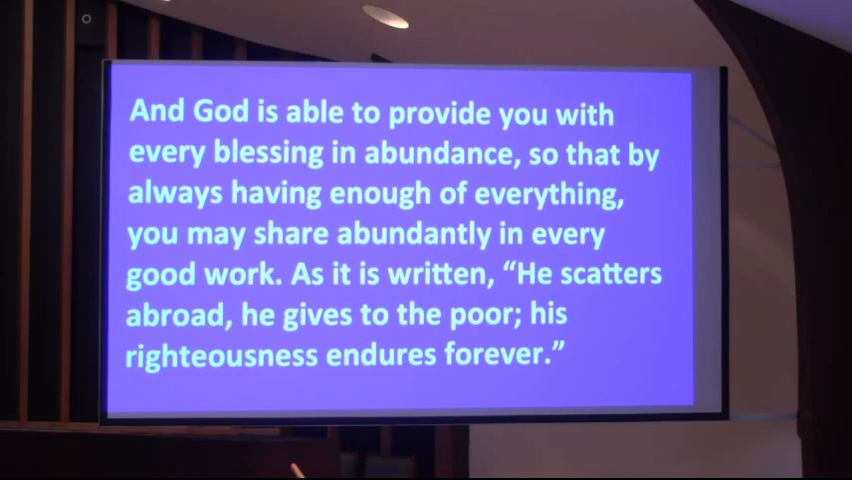 And God is able to provide you with
every blessing in abundance, so that by
always having enough of everything,
you may share abundantly in every
good work. As it is written, “He scatters
abroad, he gives to the poor; his
righteousness endures forever.”